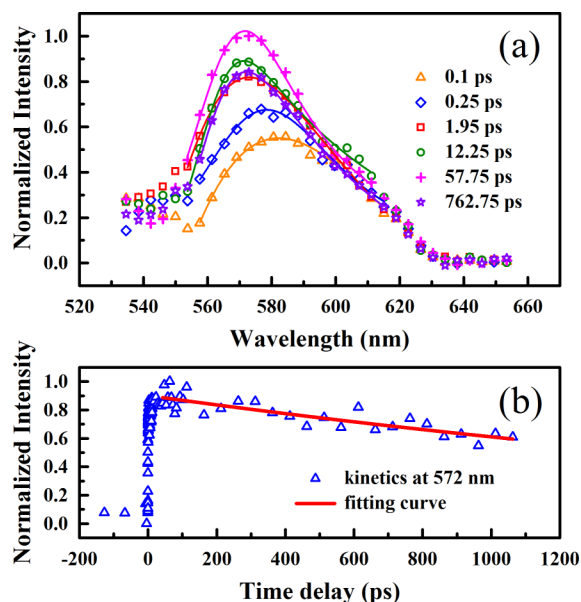 (a)
Normalized Intensity
1.0
0.8
0.6
0.4
0.2
0.0
0.1 ps
0.25 ps
1.95 ps
12.25 ps
57.75 ps
762.75 ps
520 540 560 580 600 620 640 660
Wavelength (nm)
(b)
Normalized Intensity
1.0
0.8
0.6
0.4
0.2
0.0
kinetics at 572 nm
fitting curve
-200 0 200 400 600 800 1000 1200
Time delay (ps)